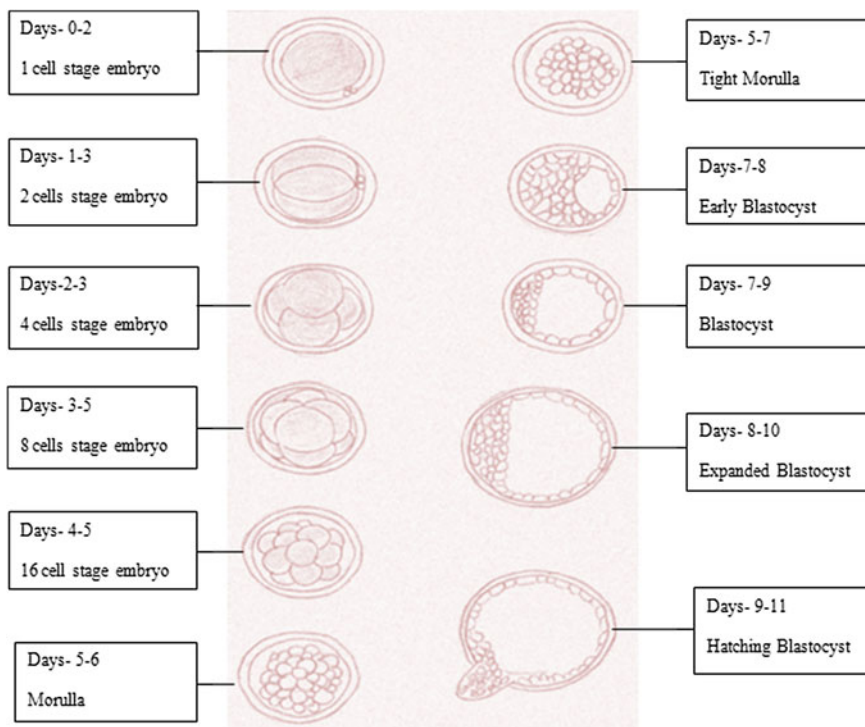 Days- 0-2
1 cell stage embryo
Days- 1-3
2 cells stage embryo
Days-2-3
4 cells stage embryo
Days- 3-5
8 cells stage embryo
Days- 4-5
16 cell stage embryo
Days- 5-6
Morulla
Days- 5-7
Tight Morulla
Days-7-8
Early Blastocyst
Days- 7-9
Blastocyst
Days- 8-10
Expanded Blastocyst
Days- 9-11
Hatching Blastocyst